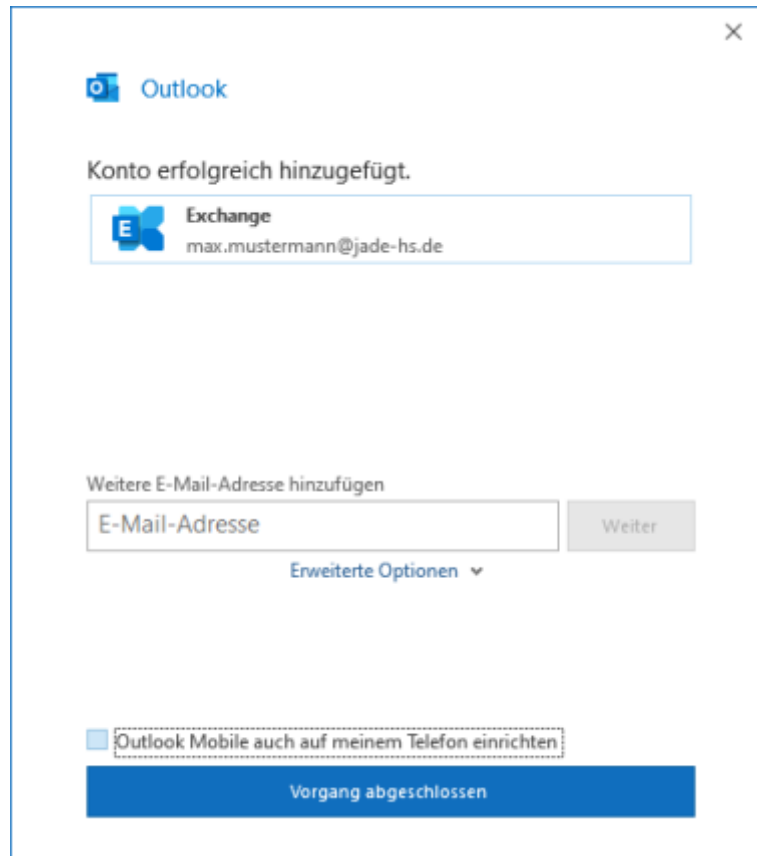 Outlook
Konto erfolgreich hinzugefügt.
Exchange
max.mustermann@jade-hs.de
Weitere E-Mail-Adresse hinzufügen
E-Mail-Adresse
Weiter
Erweiterte Optionen
Outlook Mobile auch auf meinem Telefon einrichten
Vorgang abgeschlossen